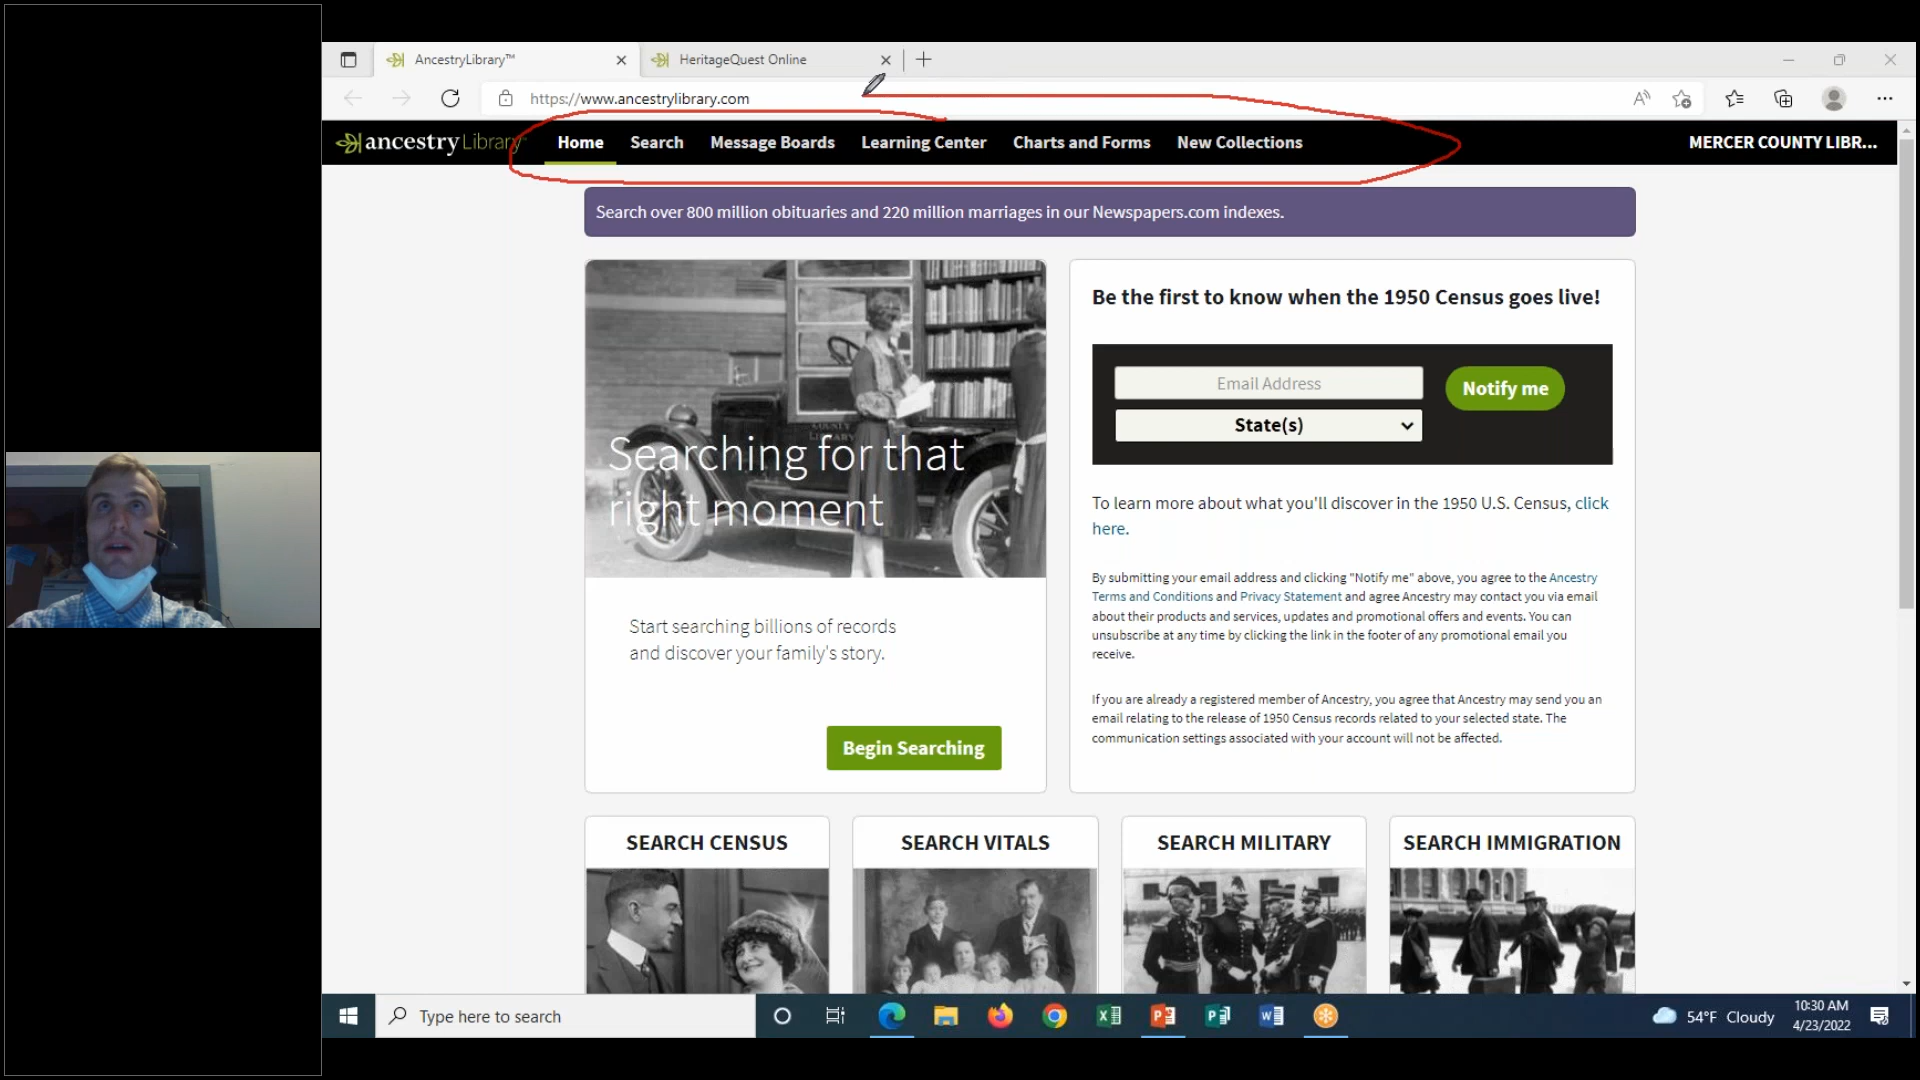 AncestryLibrary™
HeritageQuest Online
https://www.ancestrylibrary.com
ancestryLibrary
Home
Search
Message Boards
Learning Center
Charts and Forms
New Collections
MERCER COUNTY LIBR...
Search over 800 million obituaries and 220 million marriages in our Newspapers.com indexes.
COUNTY
Searching for that
right moment
Start searching billions of records
and discover your family's story.
Begin Searching
Be the first to know when the 1950 Census goes live!
Email Address
Notify me
State(s)
To learn more about what you'll discover in the 1950 U.S. Census, click
here.
By submitting your email address and clicking "Notify me" above, you agree to the Ancestry
Terms and Conditions and Privacy Statement and agree Ancestry may contact you via email
about their products and services, updates and promotional offers and events. You can
unsubscribe at any time by clicking the link in the footer of any promotional email you
receive.
If you are already a registered member of Ancestry, you agree that Ancestry may send you an
email relating to the release of 1950 Census records related to your selected state. The
communication settings associated with your account will not be affected.
SEARCH CENSUS
SEARCH VITALS
SEARCH MILITARY
SEARCH IMMIGRATION
Type here to search
54°F Cloudy
10:30 AM
4/23/2022